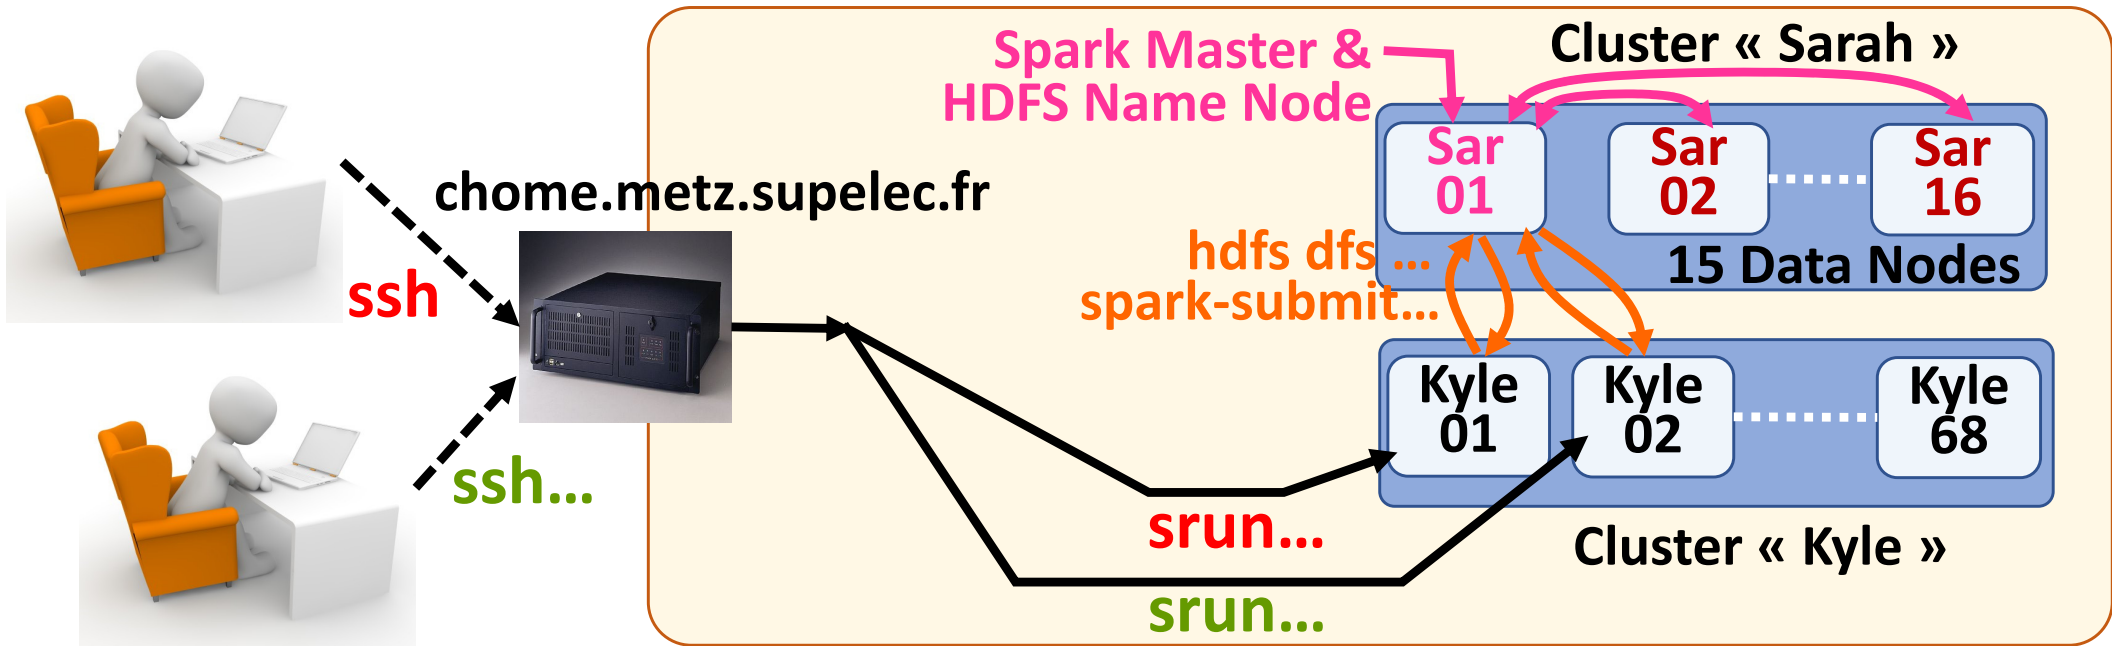 Spark Master &
HDFS Name Node
Cluster « Sarah »
Sar
01
Sar
02
Sar
16
15 Data Nodes
chome.metz.supelec.fr
ssh
ssh...
hdfs dfs ...
spark-submit...
Kyle
01
Kyle
02
Kyle
68
Cluster « Kyle »
srun...
srun...